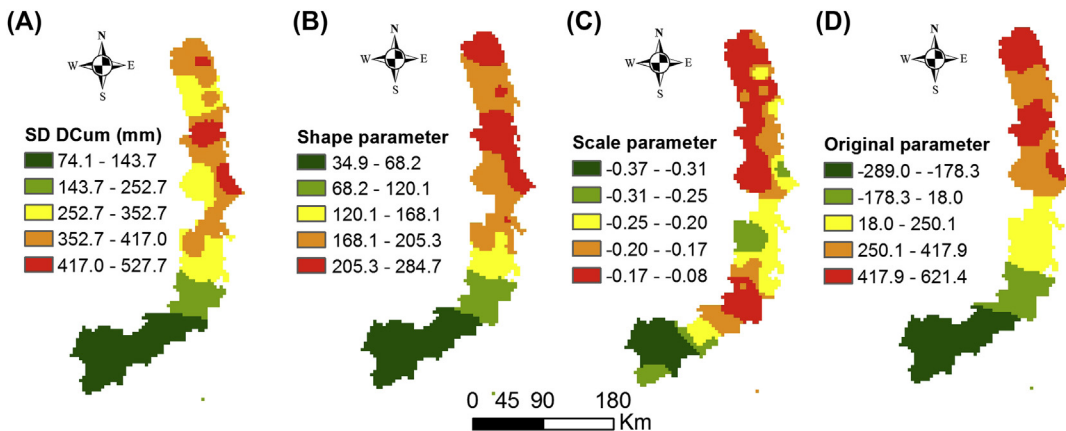 (A)
N
W E
S
SD DCum (mm)
74.1 - 143.7
143.7 - 252.7
252.7 - 352.7
352.7 - 417.0
417.0 - 527.7
(B)
N
W E
S
Shape parameter
34.9 - 68.2
68.2 - 120.1
120.1 - 168.1
168.1 - 205.3
205.3 - 284.7
(C)
N
W E
S
Scale parameter
-0.37 - -0.31
-0.31 - -0.25
-0.25 - -0.20
-0.20 - -0.17
-0.17 - -0.08
(D)
N
W E
S
Original parameter
-289.0 - -178.3
-178.3 - 18.0
18.0 - 250.1
250.1 - 417.9
417.9 - 621.4
0 45 90 180
Km